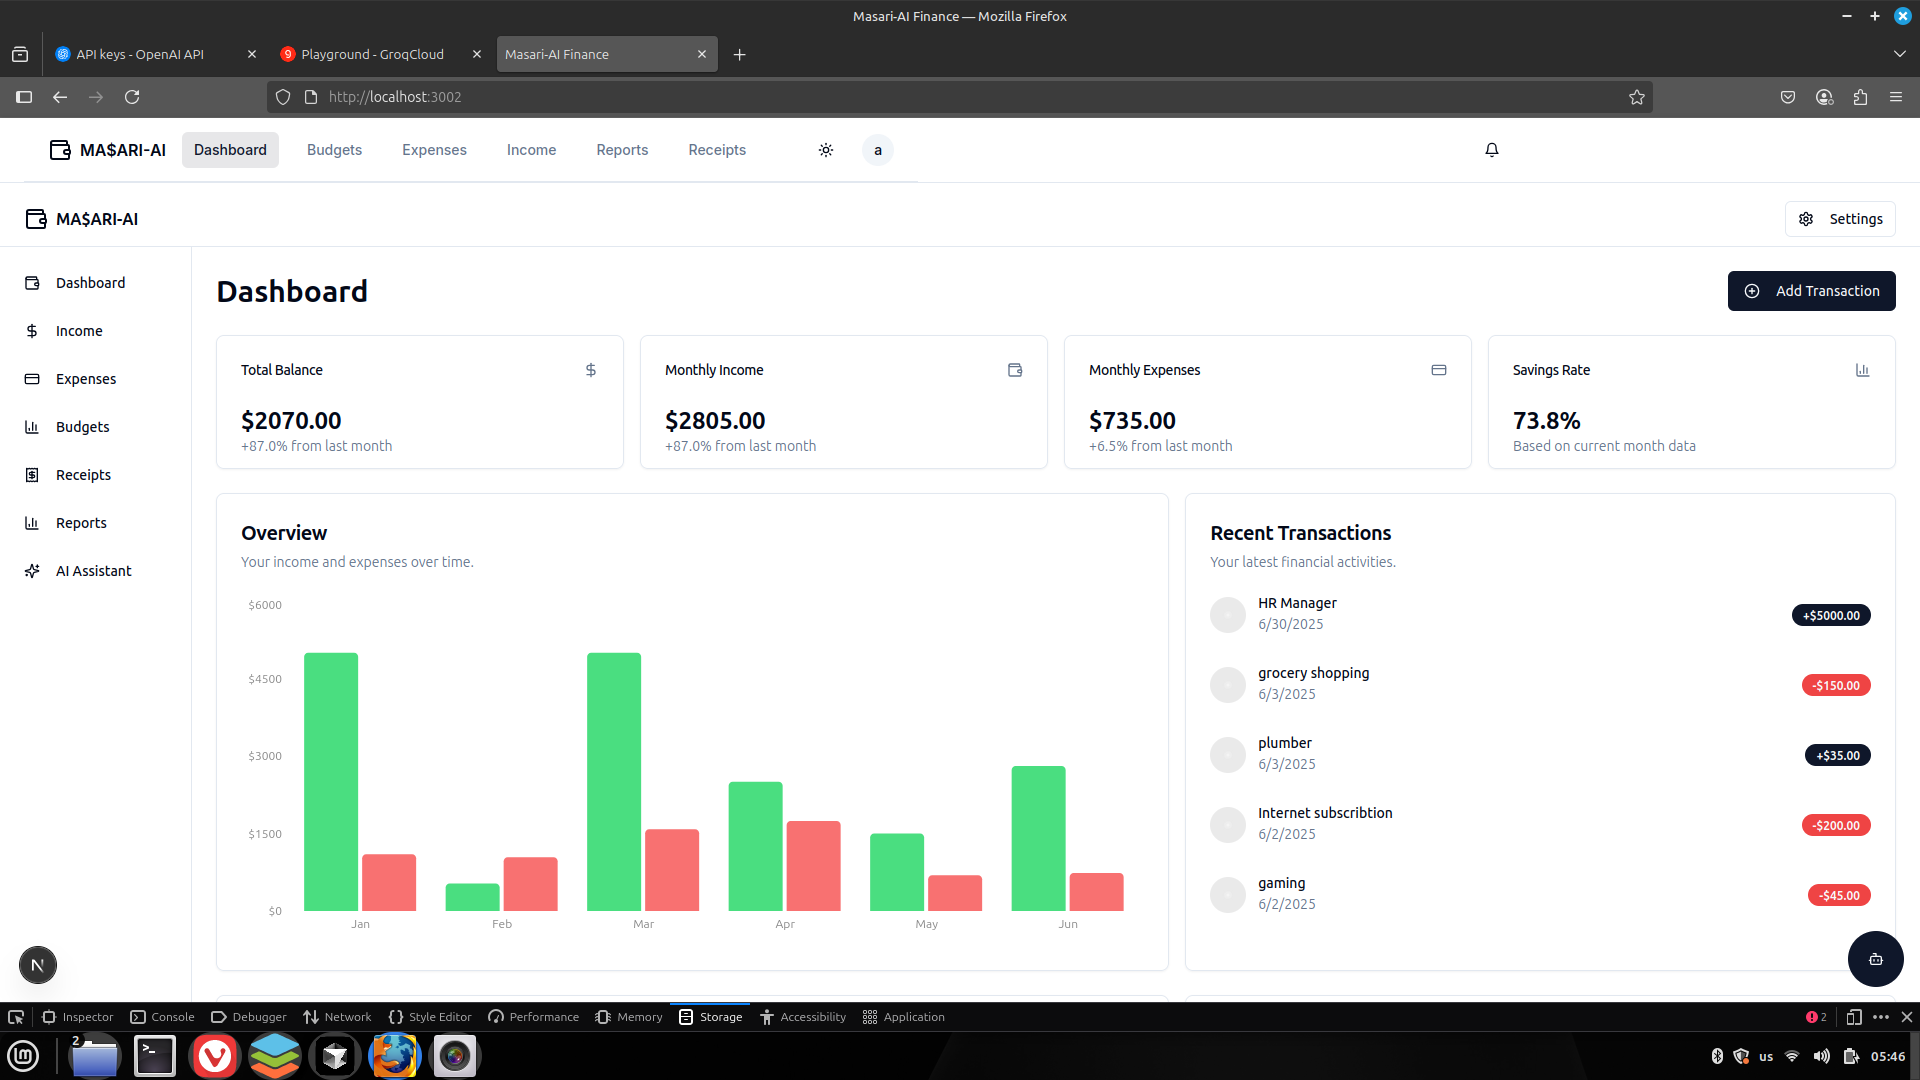 Masari-AI Finance — Mozilla Firefox
API keys - OpenAI API
Playground - GroqCloud
Masari-AI Finance
http://localhost:3002
MA$ARI-AI
Dashboard
Budgets
Expenses
Income
Reports
Receipts
a
MA$ARI-AI
Settings
Dashboard
Income
Expenses
Budgets
Receipts
Reports
AI Assistant
Dashboard
Add Transaction
Total Balance
$2070.00
+87.0% from last month
Monthly Income
$2805.00
+87.0% from last month
Monthly Expenses
$735.00
+6.5% from last month
Savings Rate
73.8%
Based on current month data
Overview
Your income and expenses over time.
$6000
$4500
$3000
$1500
$0
Jan
Feb
Mar
Apr
May
Jun
Recent Transactions
Your latest financial activities.
HR Manager
6/30/2025
+$5000.00
grocery shopping
6/3/2025
-$150.00
plumber
6/3/2025
+$35.00
Internet subscribtion
6/2/2025
-$200.00
gaming
6/2/2025
-$45.00
N
Inspector
Console
Debugger
Network
Style Editor
Performance
Memory
Storage
Accessibility
Application
2
2
us
05:46